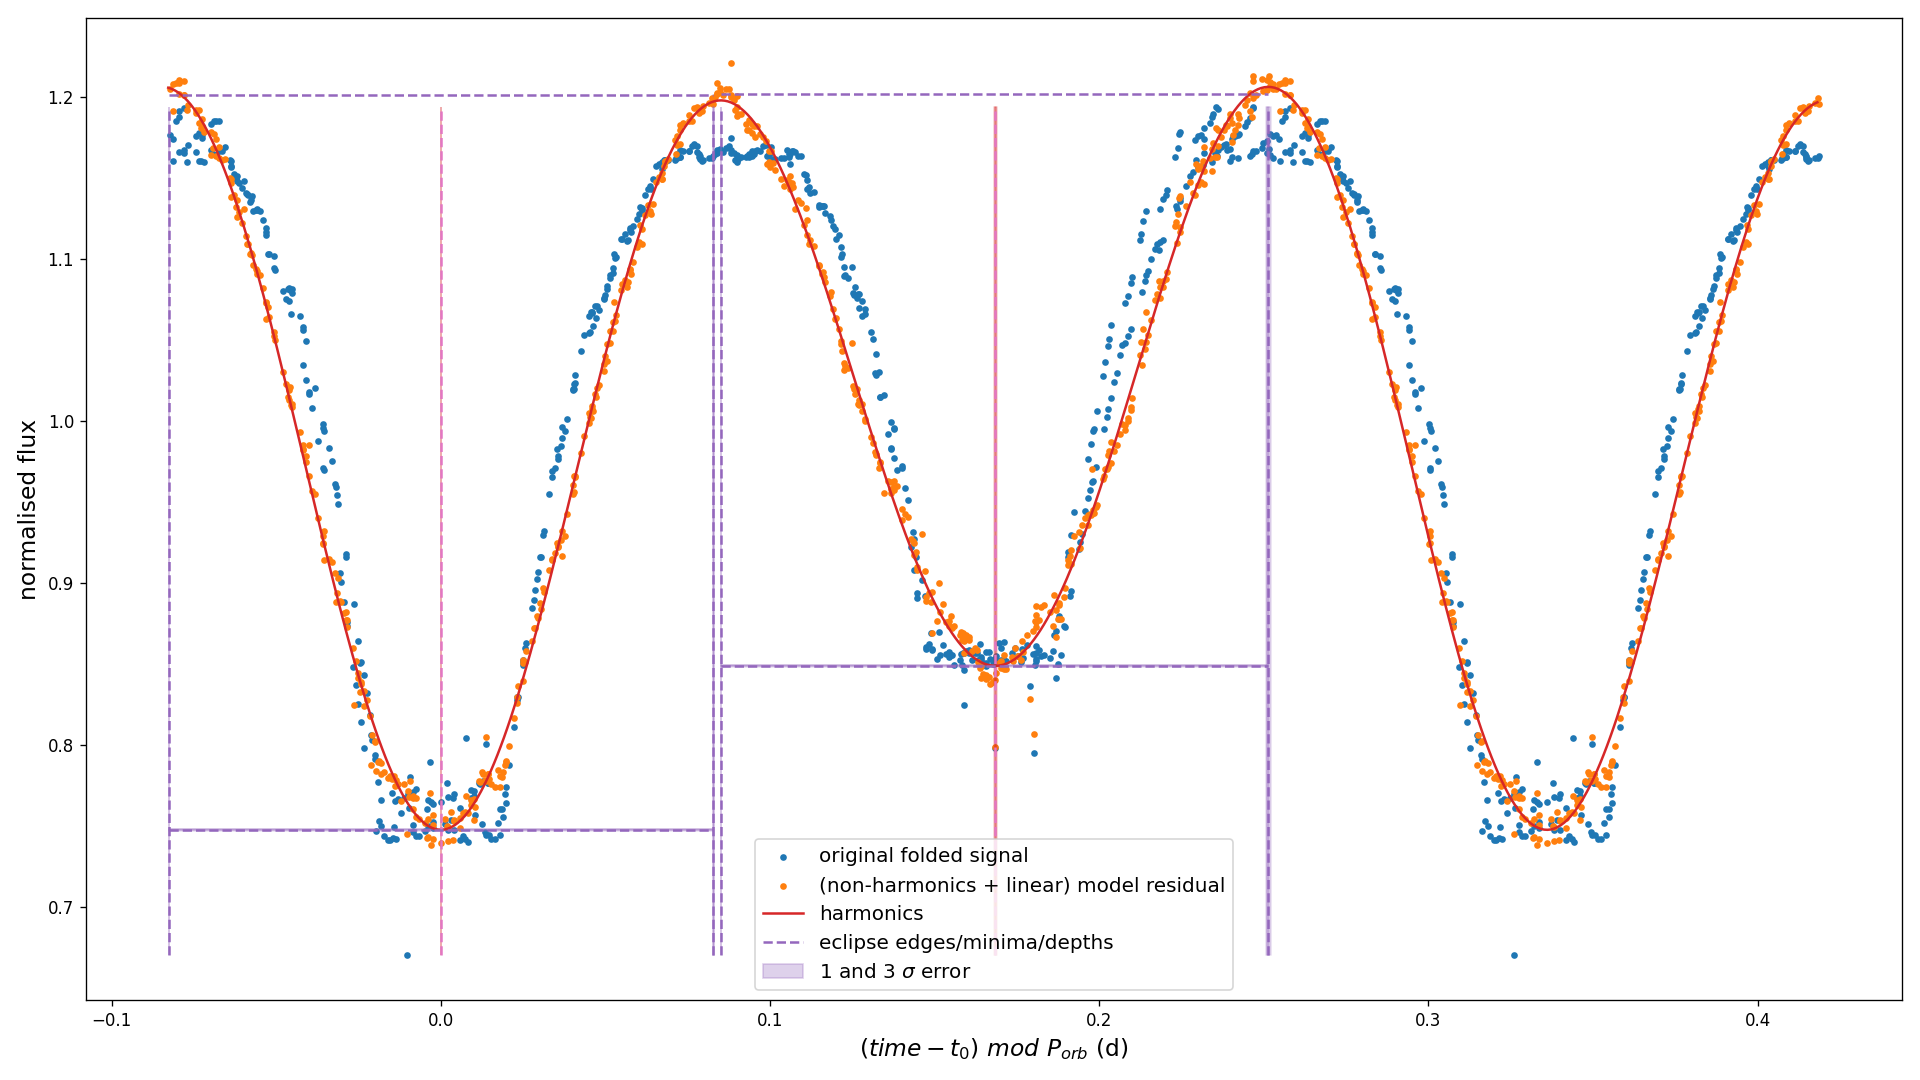 normalised flux
1.2
1.1
1.0
0.9
0.8
0.7
original folded signal
(non-harmonics + linear) model residual
harmonics
eclipse edges/minima/depths
1 and 3 σ error
−0.1 0.0 0.1 0.2 0.3 0.4
(time − t₀) mod Pₒᵣb (d)